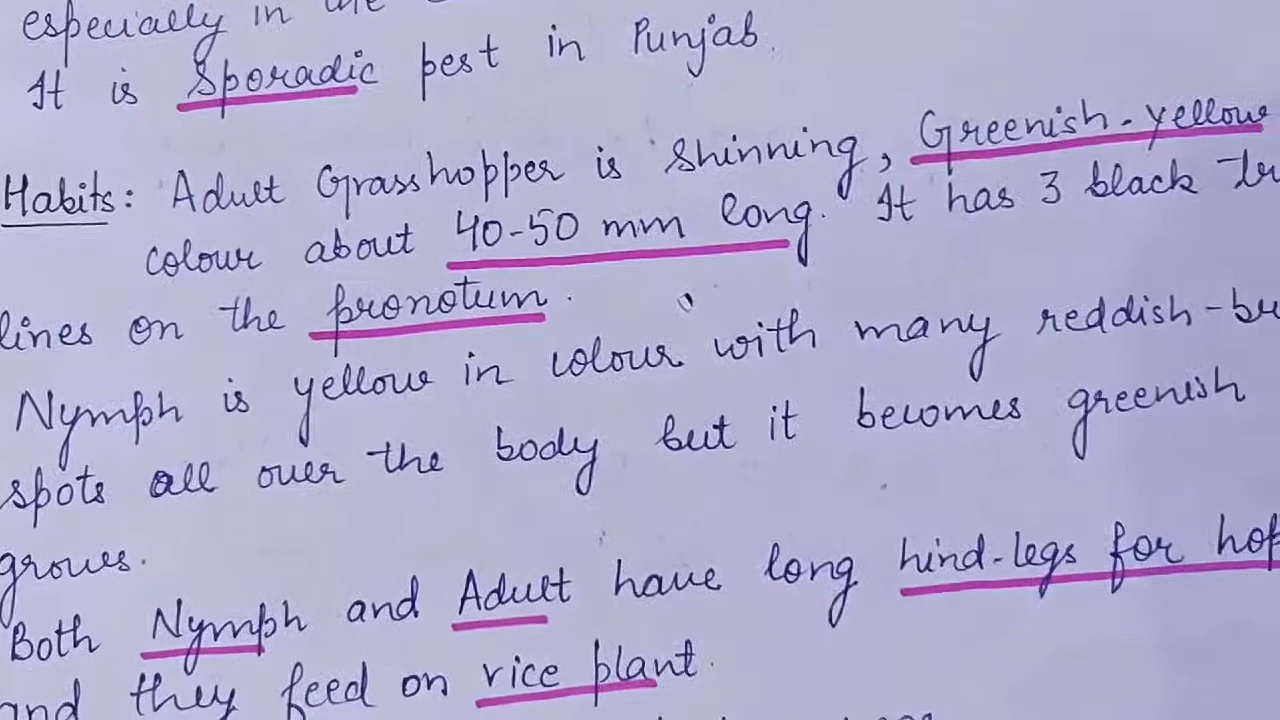 especially in the
It is Sporadic pest in Punjab.
Habits: Adult Grasshopper is shinning, Greenish-yellow
colour about 40-50 mm long. It has 3 black
lines on the pronotum.
Nymph is yellow in colour with many reddish-
spots all over the body but it becomes greenish
grows.
Both Nymph and Adult have long hind-legs for
and they feed on rice plant.